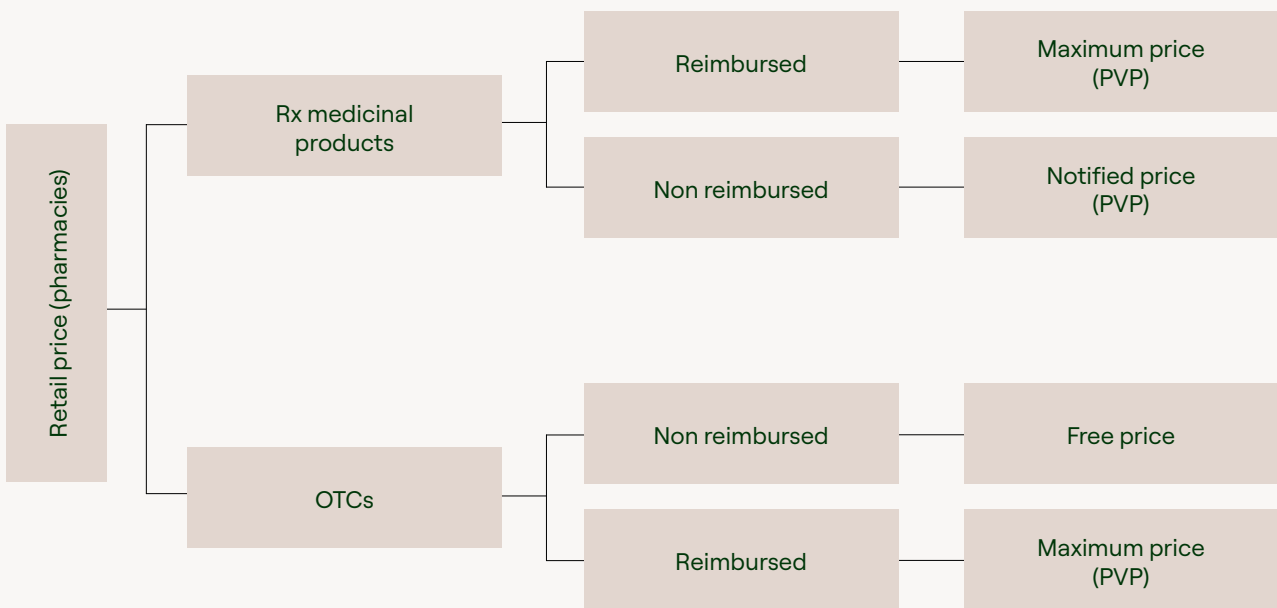 Retail price (pharmacies)
Rx medicinal
products
Reimbursed
Maximum price
(PVP)
Non reimbursed
Notified price
(PVP)
OTCs
Non reimbursed
Free price
Reimbursed
Maximum price
(PVP)